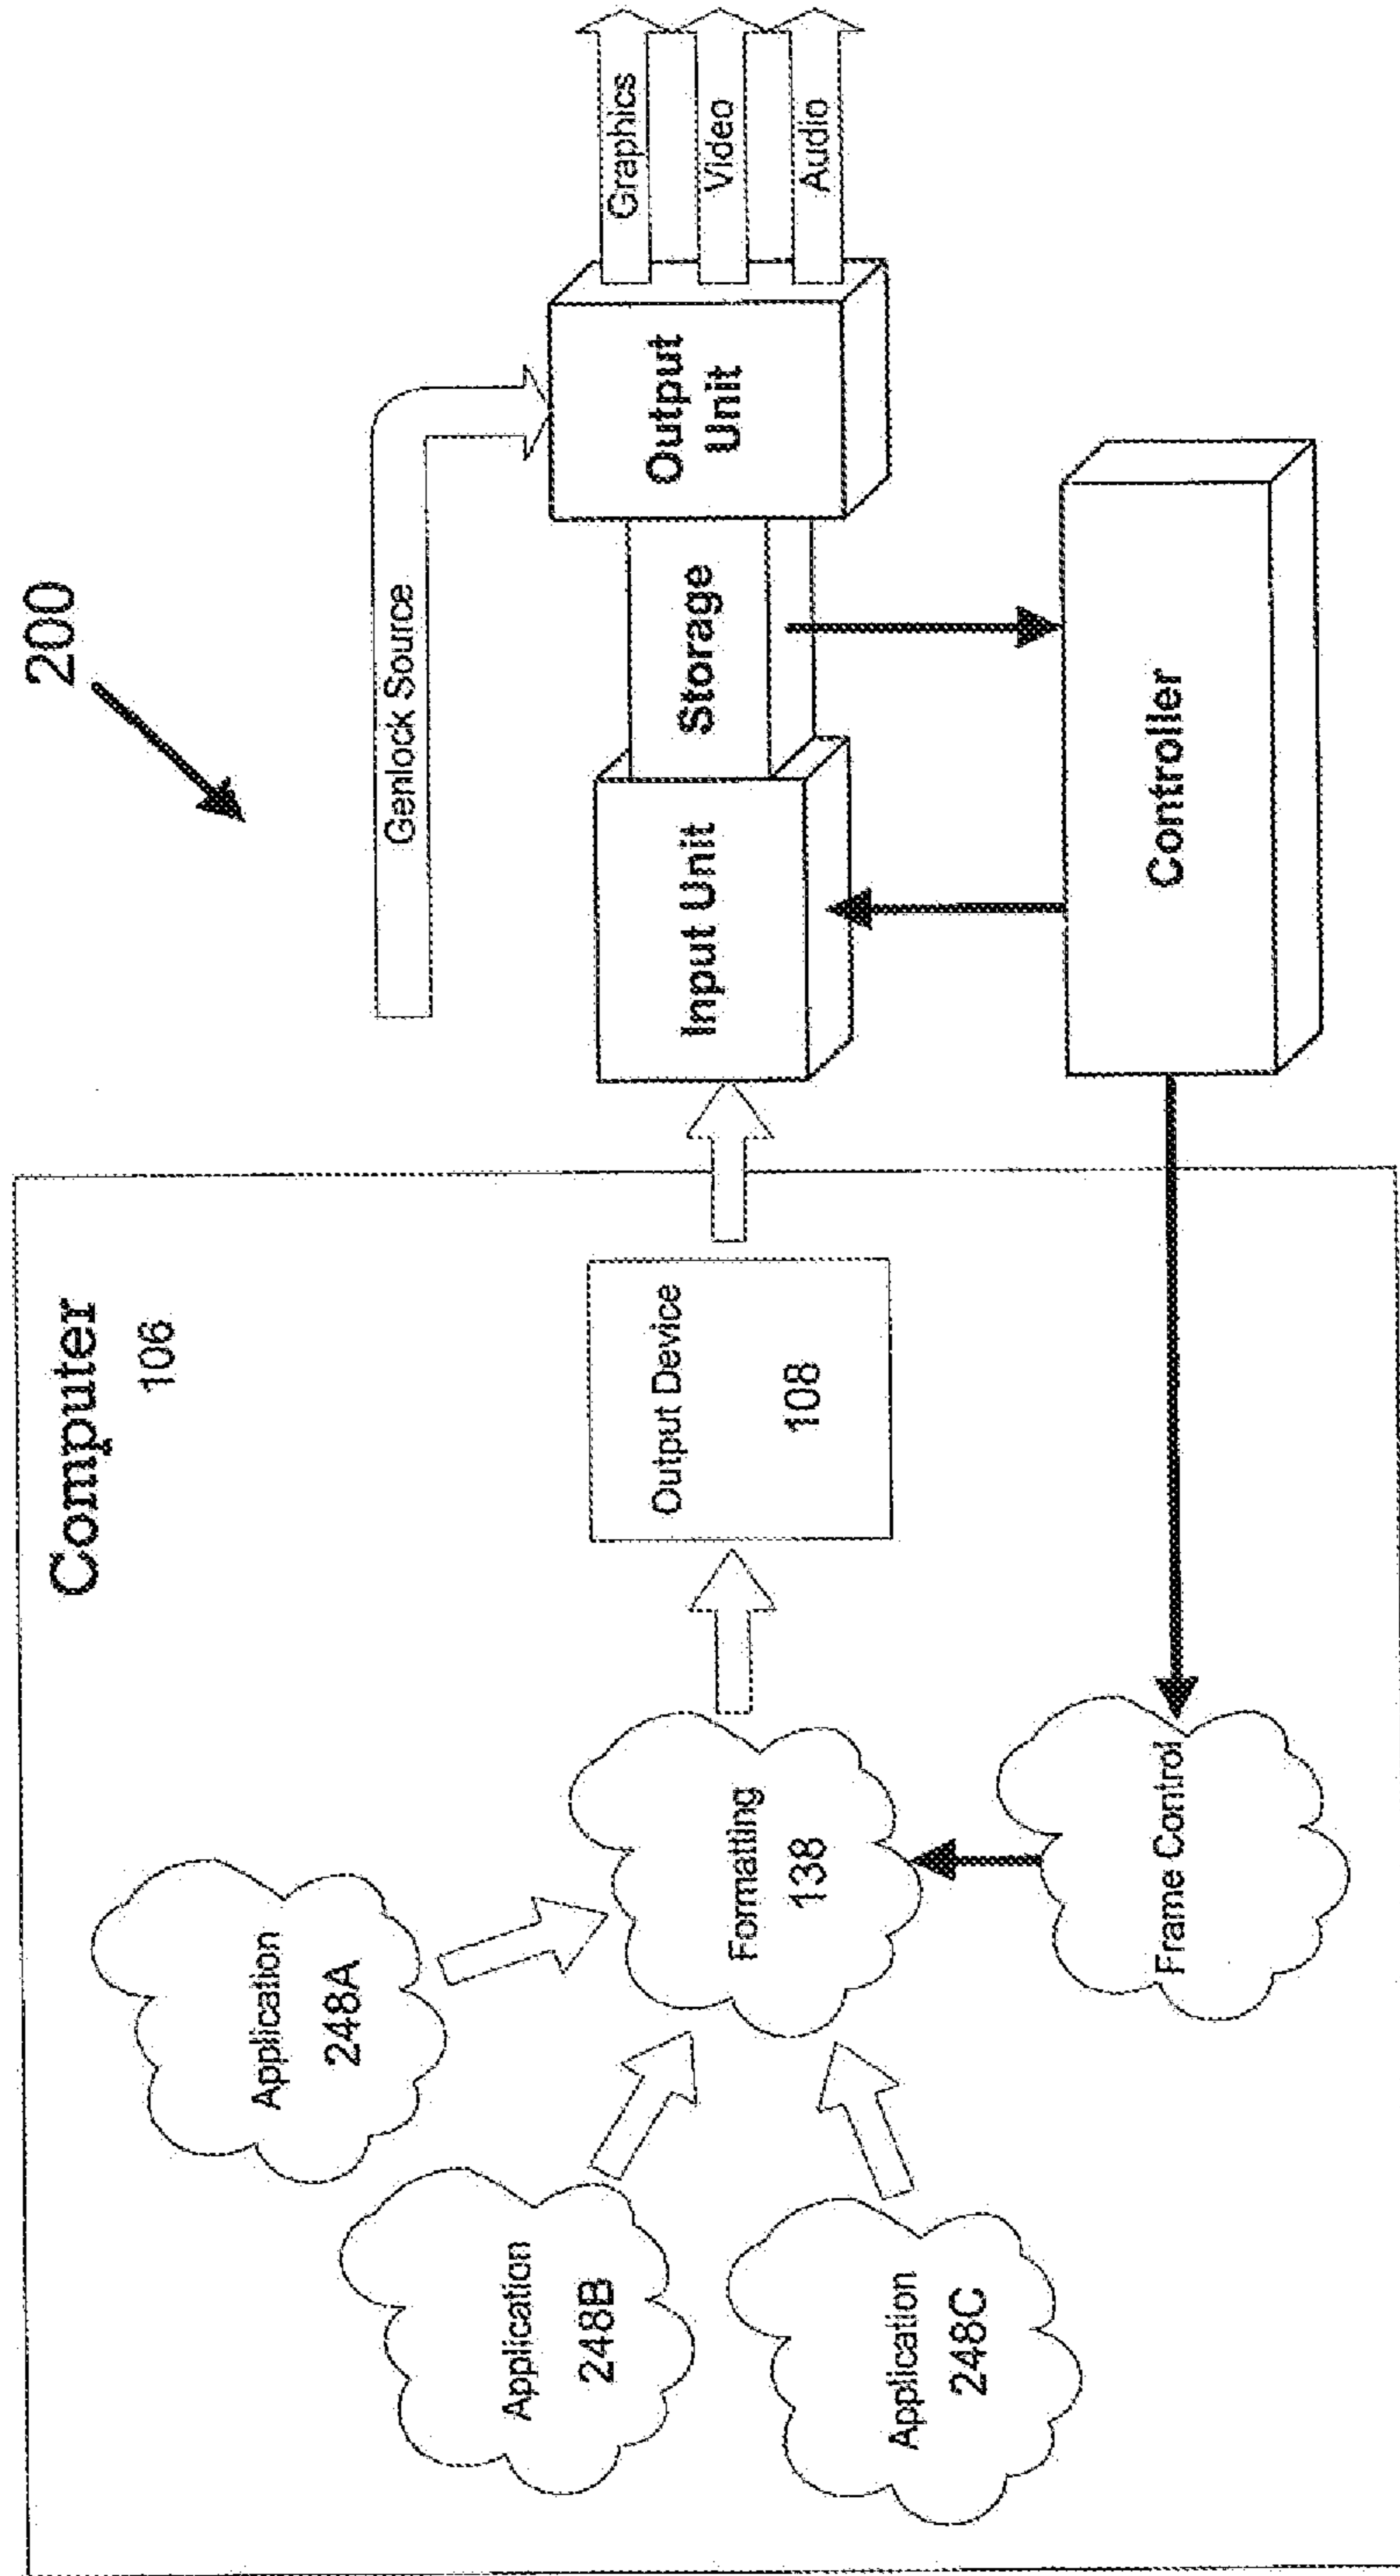 200
Computer
106
Genlock Source
Application
248A
Application
248B
Application
248C
Formatting
138
Output Device
108
Input Unit
Storage
Output
Unit
Graphics
Video
Audio
Frame Control
Controller